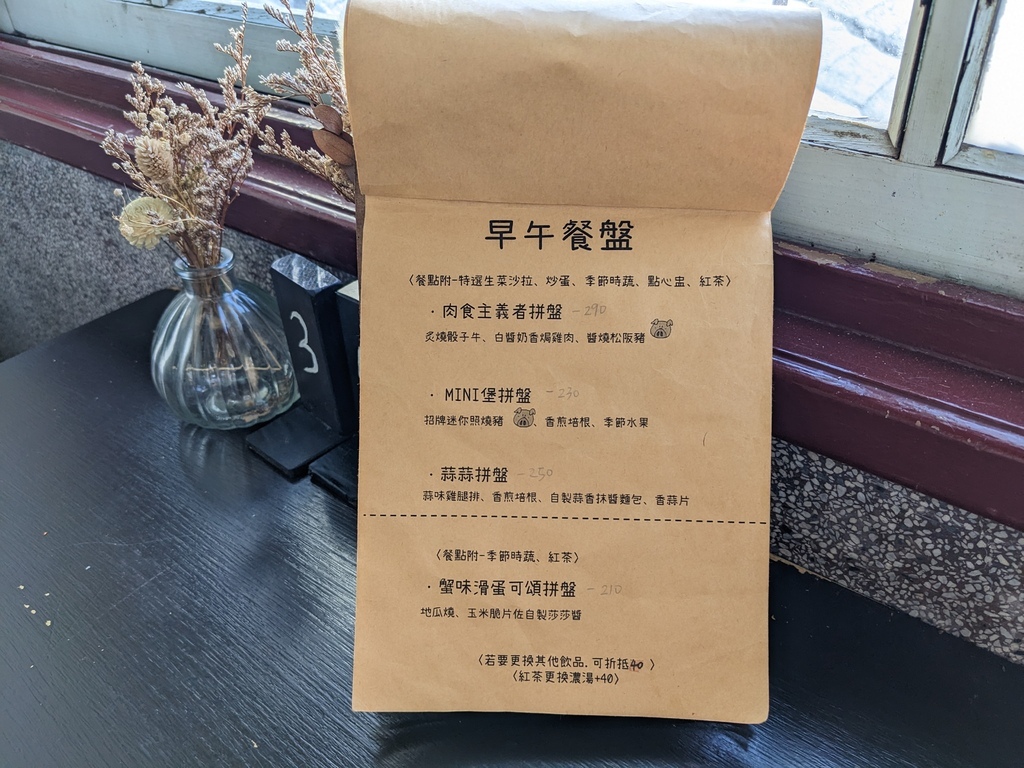 早午餐盤
〈餐點附-特選生菜沙拉、炒蛋、季節時蔬、點心盅、紅茶〉
·肉食主義者拼盤 -290
炙燒骰子牛、白醬奶香焗雞肉、醬燒松阪豬
·MINI堡拼盤 -230
招牌迷你照燒豬、香煎培根、季節水果
·蒜蒜拼盤 -250
蒜味雞腿排、香煎培根、自製蒜香抹醬麵包、香蒜片
〈餐點附-季節時蔬、紅茶〉
·蟹味滑蛋可頌拼盤 -210
地瓜燒、玉米脆片佐自製莎莎醬
〈若要更換其他飲品.可折抵40〉
〈紅茶更換濃湯+40〉
3